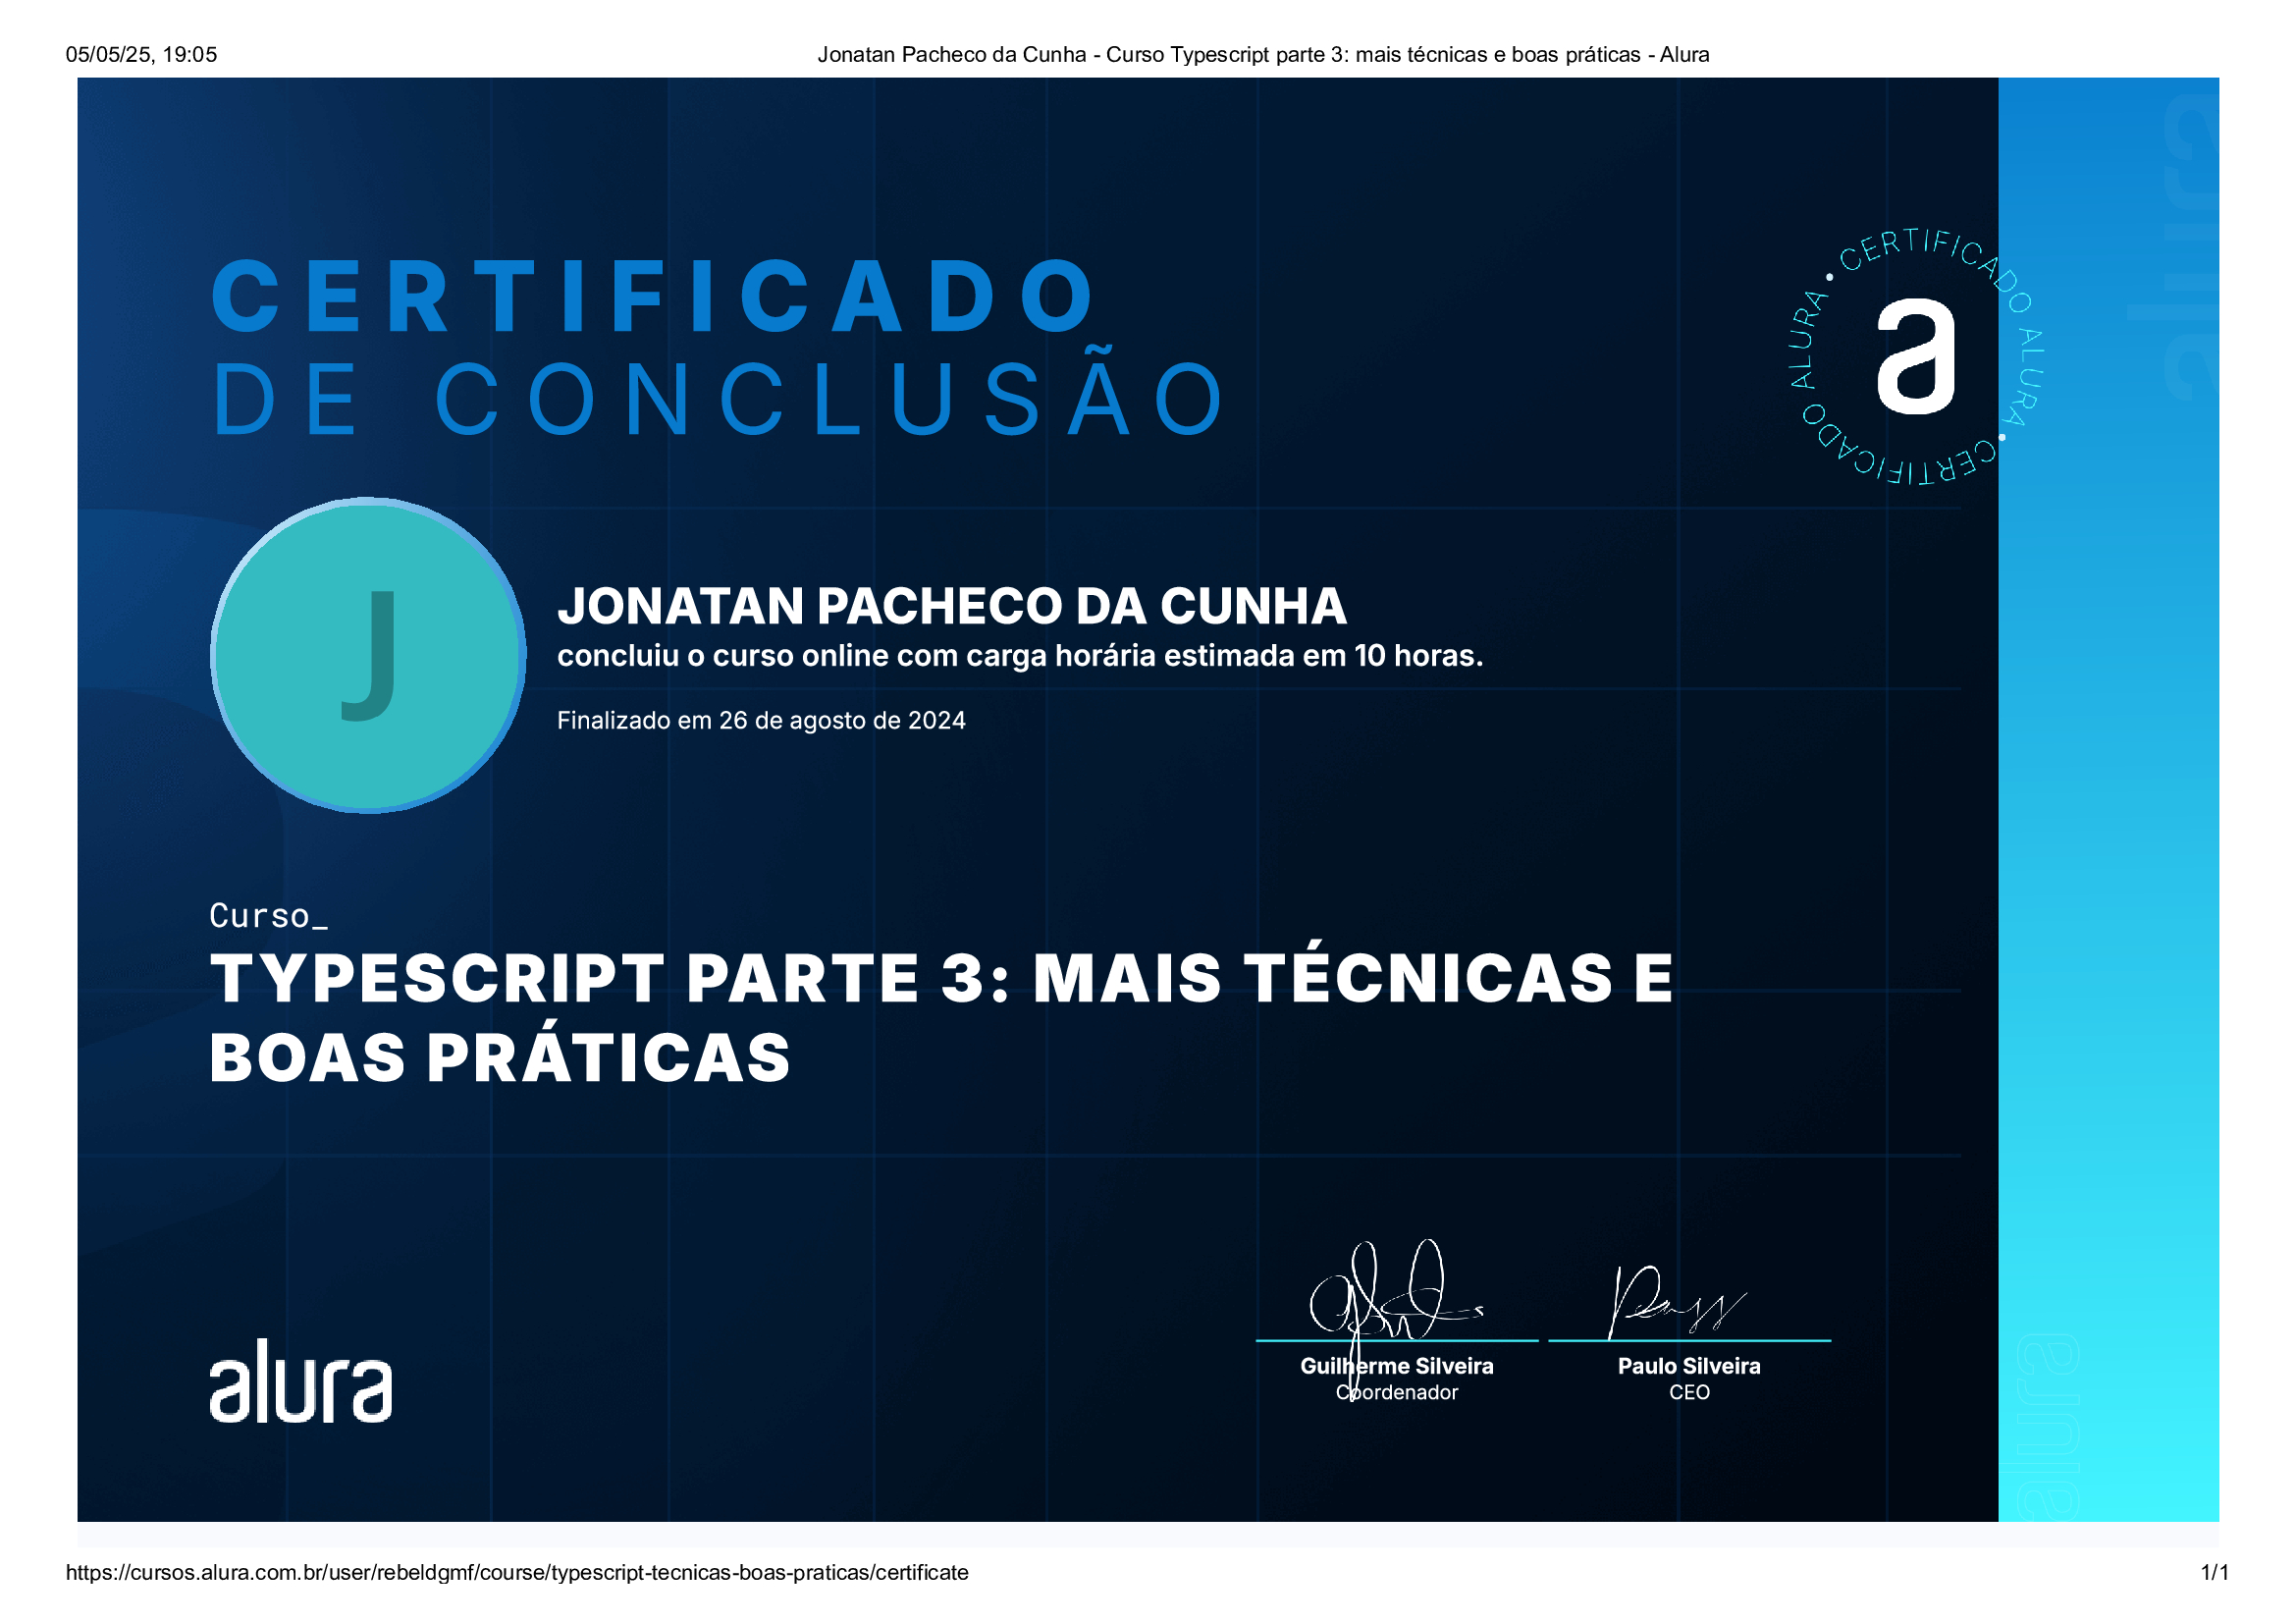 05/05/25, 19:05
Jonatan Pacheco da Cunha - Curso Typescript parte 3: mais técnicas e boas práticas - Alura
CERTIFICADO
DE CONCLUSÃO
CERTIFICADO ALURA • CERTIFICADO ALURA •
a
alura
J
JONATAN PACHECO DA CUNHA
concluiu o curso online com carga horária estimada em 10 horas.
Finalizado em 26 de agosto de 2024
Curso_
TYPESCRIPT PARTE 3: MAIS TÉCNICAS E
BOAS PRÁTICAS
alura
Guilherme Silveira
Coordenador
Paulo Silveira
CEO
alura
https://cursos.alura.com.br/user/rebeldgmf/course/typescript-tecnicas-boas-praticas/certificate
1/1